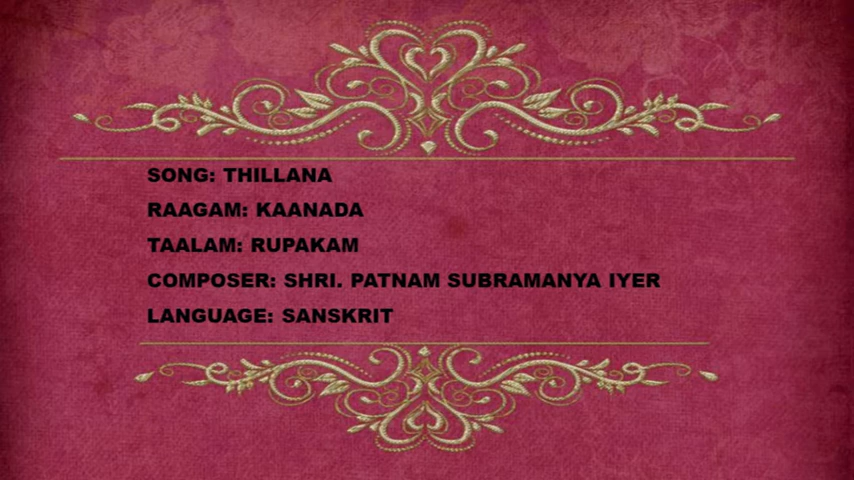 SONG: THILLANA
RAAGAM: KAANADA
TAALAM: RUPAKAM
COMPOSER: SHRI. PATNAM SUBRAMANYA IYER
LANGUAGE: SANSKRIT